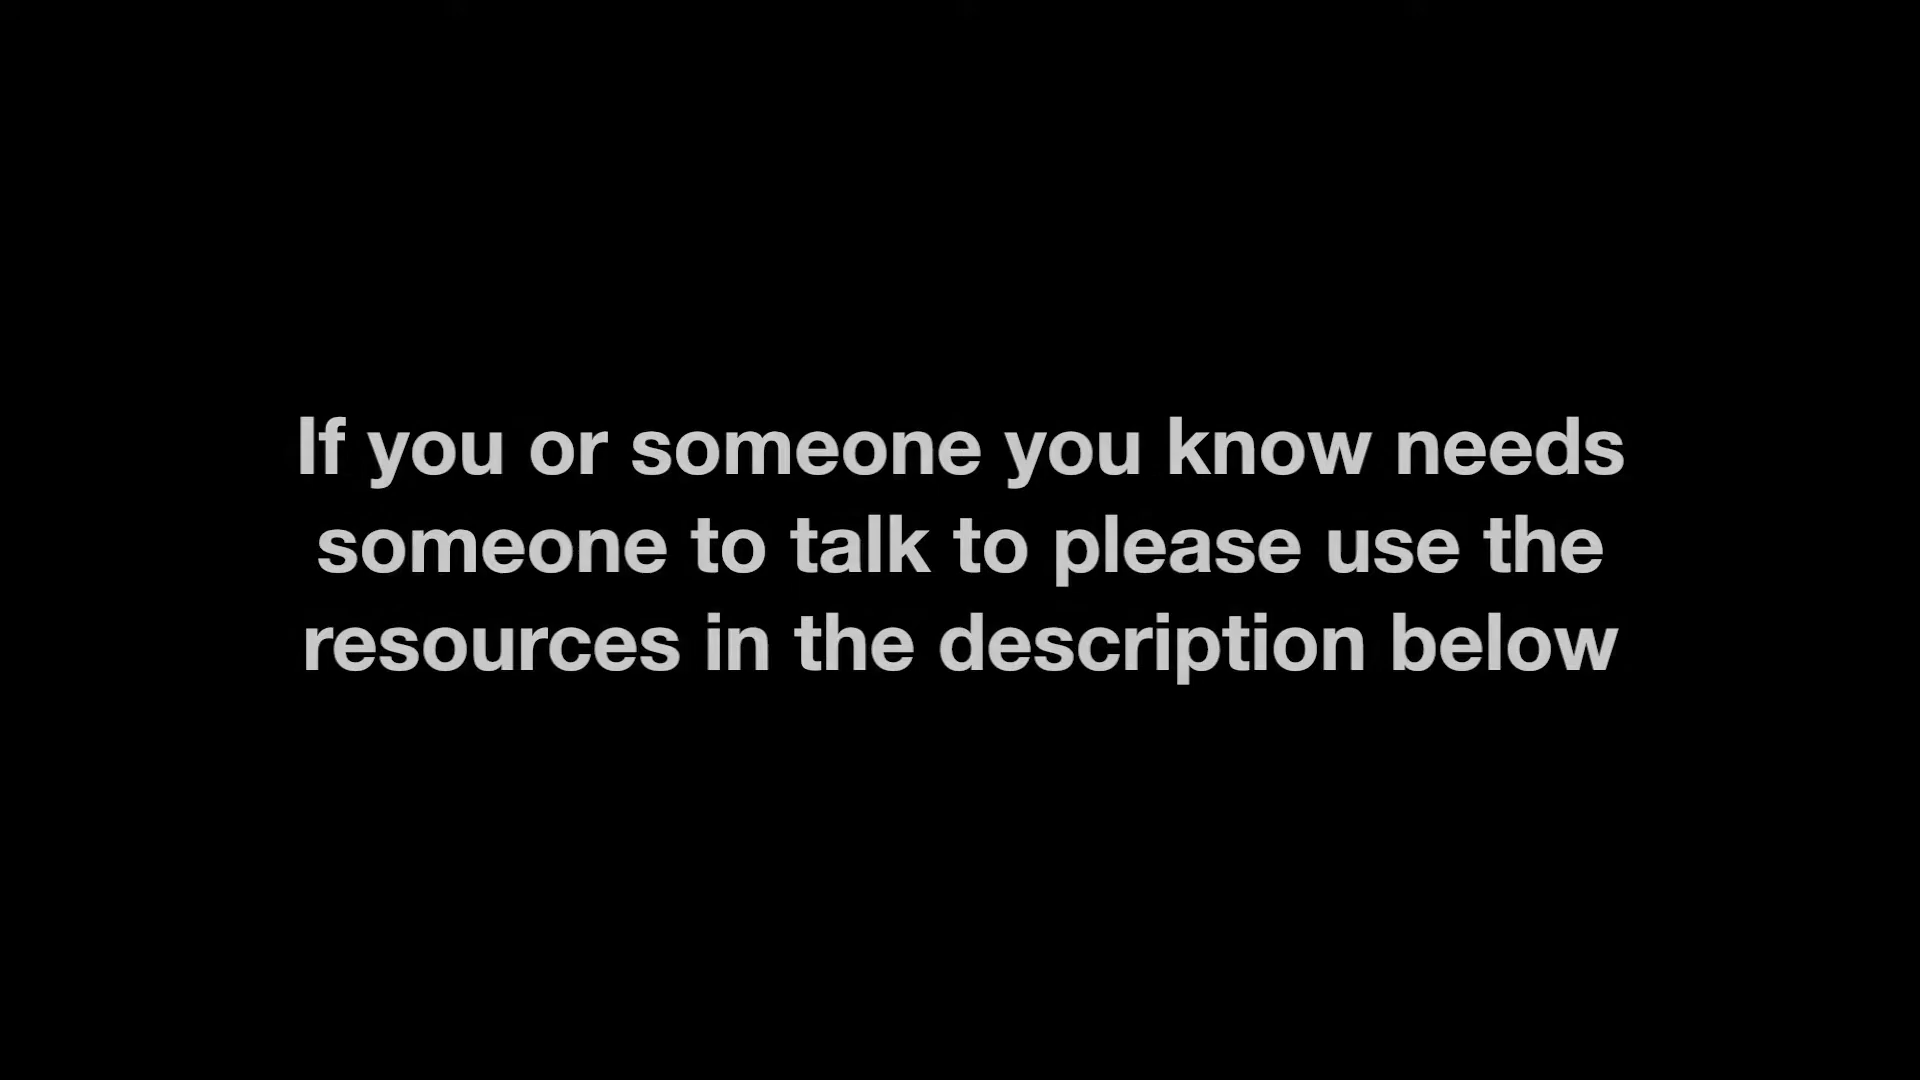 If you or someone you know needs
someone to talk to please use the
resources in the description below